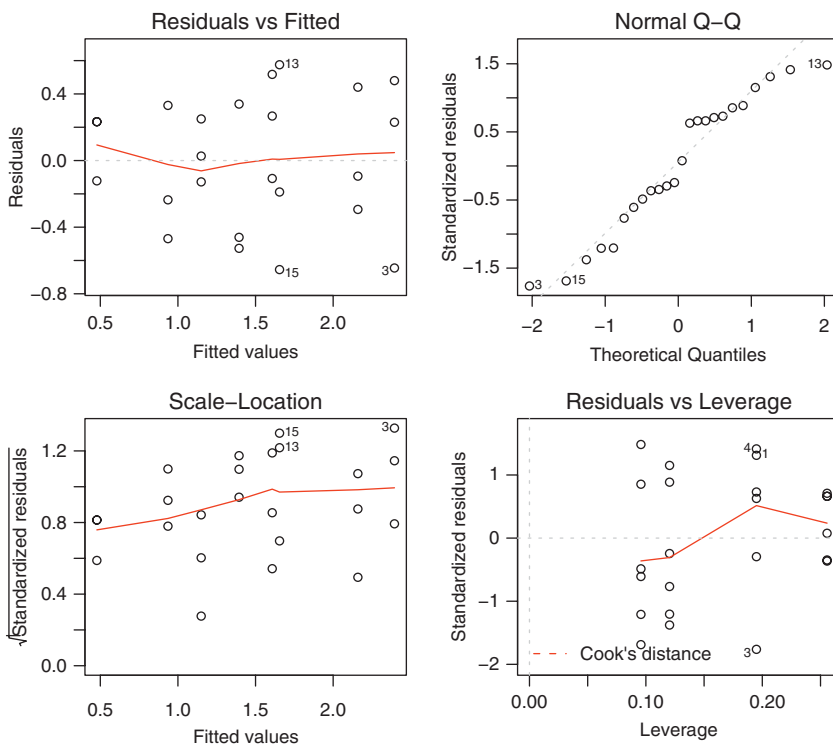 Residuals vs Fitted
Residuals
0.4
0.0
−0.4
−0.8
13
15
3
0.5 1.0 1.5 2.0
Fitted values
Normal Q−Q
Standardized residuals
1.5
0.5
−0.5
−1.5
13
3
15
−2 −1 0 1 2
Theoretical Quantiles
Scale−Location
√Standardized residuals
1.2
0.8
0.4
0.0
15
13
3
0.5 1.0 1.5 2.0
Fitted values
Residuals vs Leverage
Standardized residuals
1
0
−1
−2
4
1
3
Cook's distance
0.00 0.10 0.20
Leverage